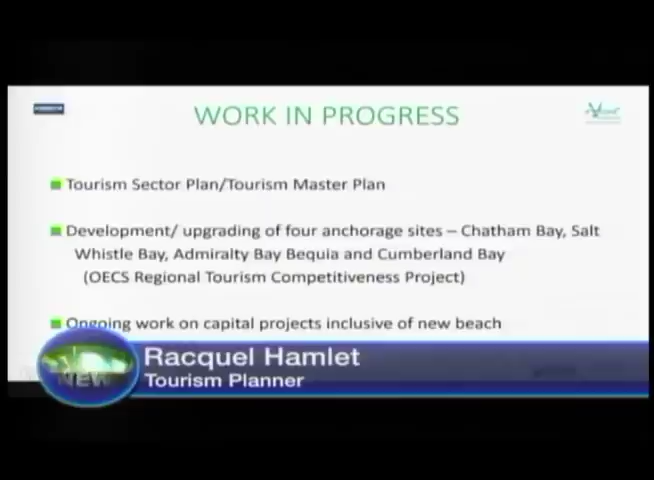 WORK IN PROGRESS
Tourism Sector Plan/Tourism Master Plan
Development/ upgrading of four anchorage sites – Chatham Bay, Salt
Whistle Bay, Admiralty Bay Bequia and Cumberland Bay
(OECS Regional Tourism Competitiveness Project)
Ongoing work on capital projects inclusive of new beach
NEW
Racquel Hamlet
Tourism Planner